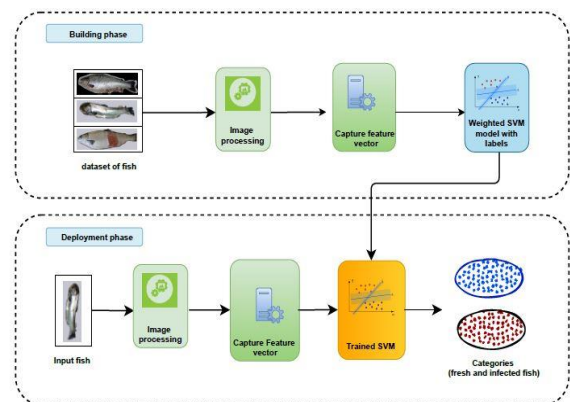 Building phase
dataset of fish
Image
processing
Capture feature
vector
Weighted SVM
model with
labels
Deployment phase
Input fish
Image
processing
Capture Feature
vector
Trained SVM
Categories
(fresh and infected fish)